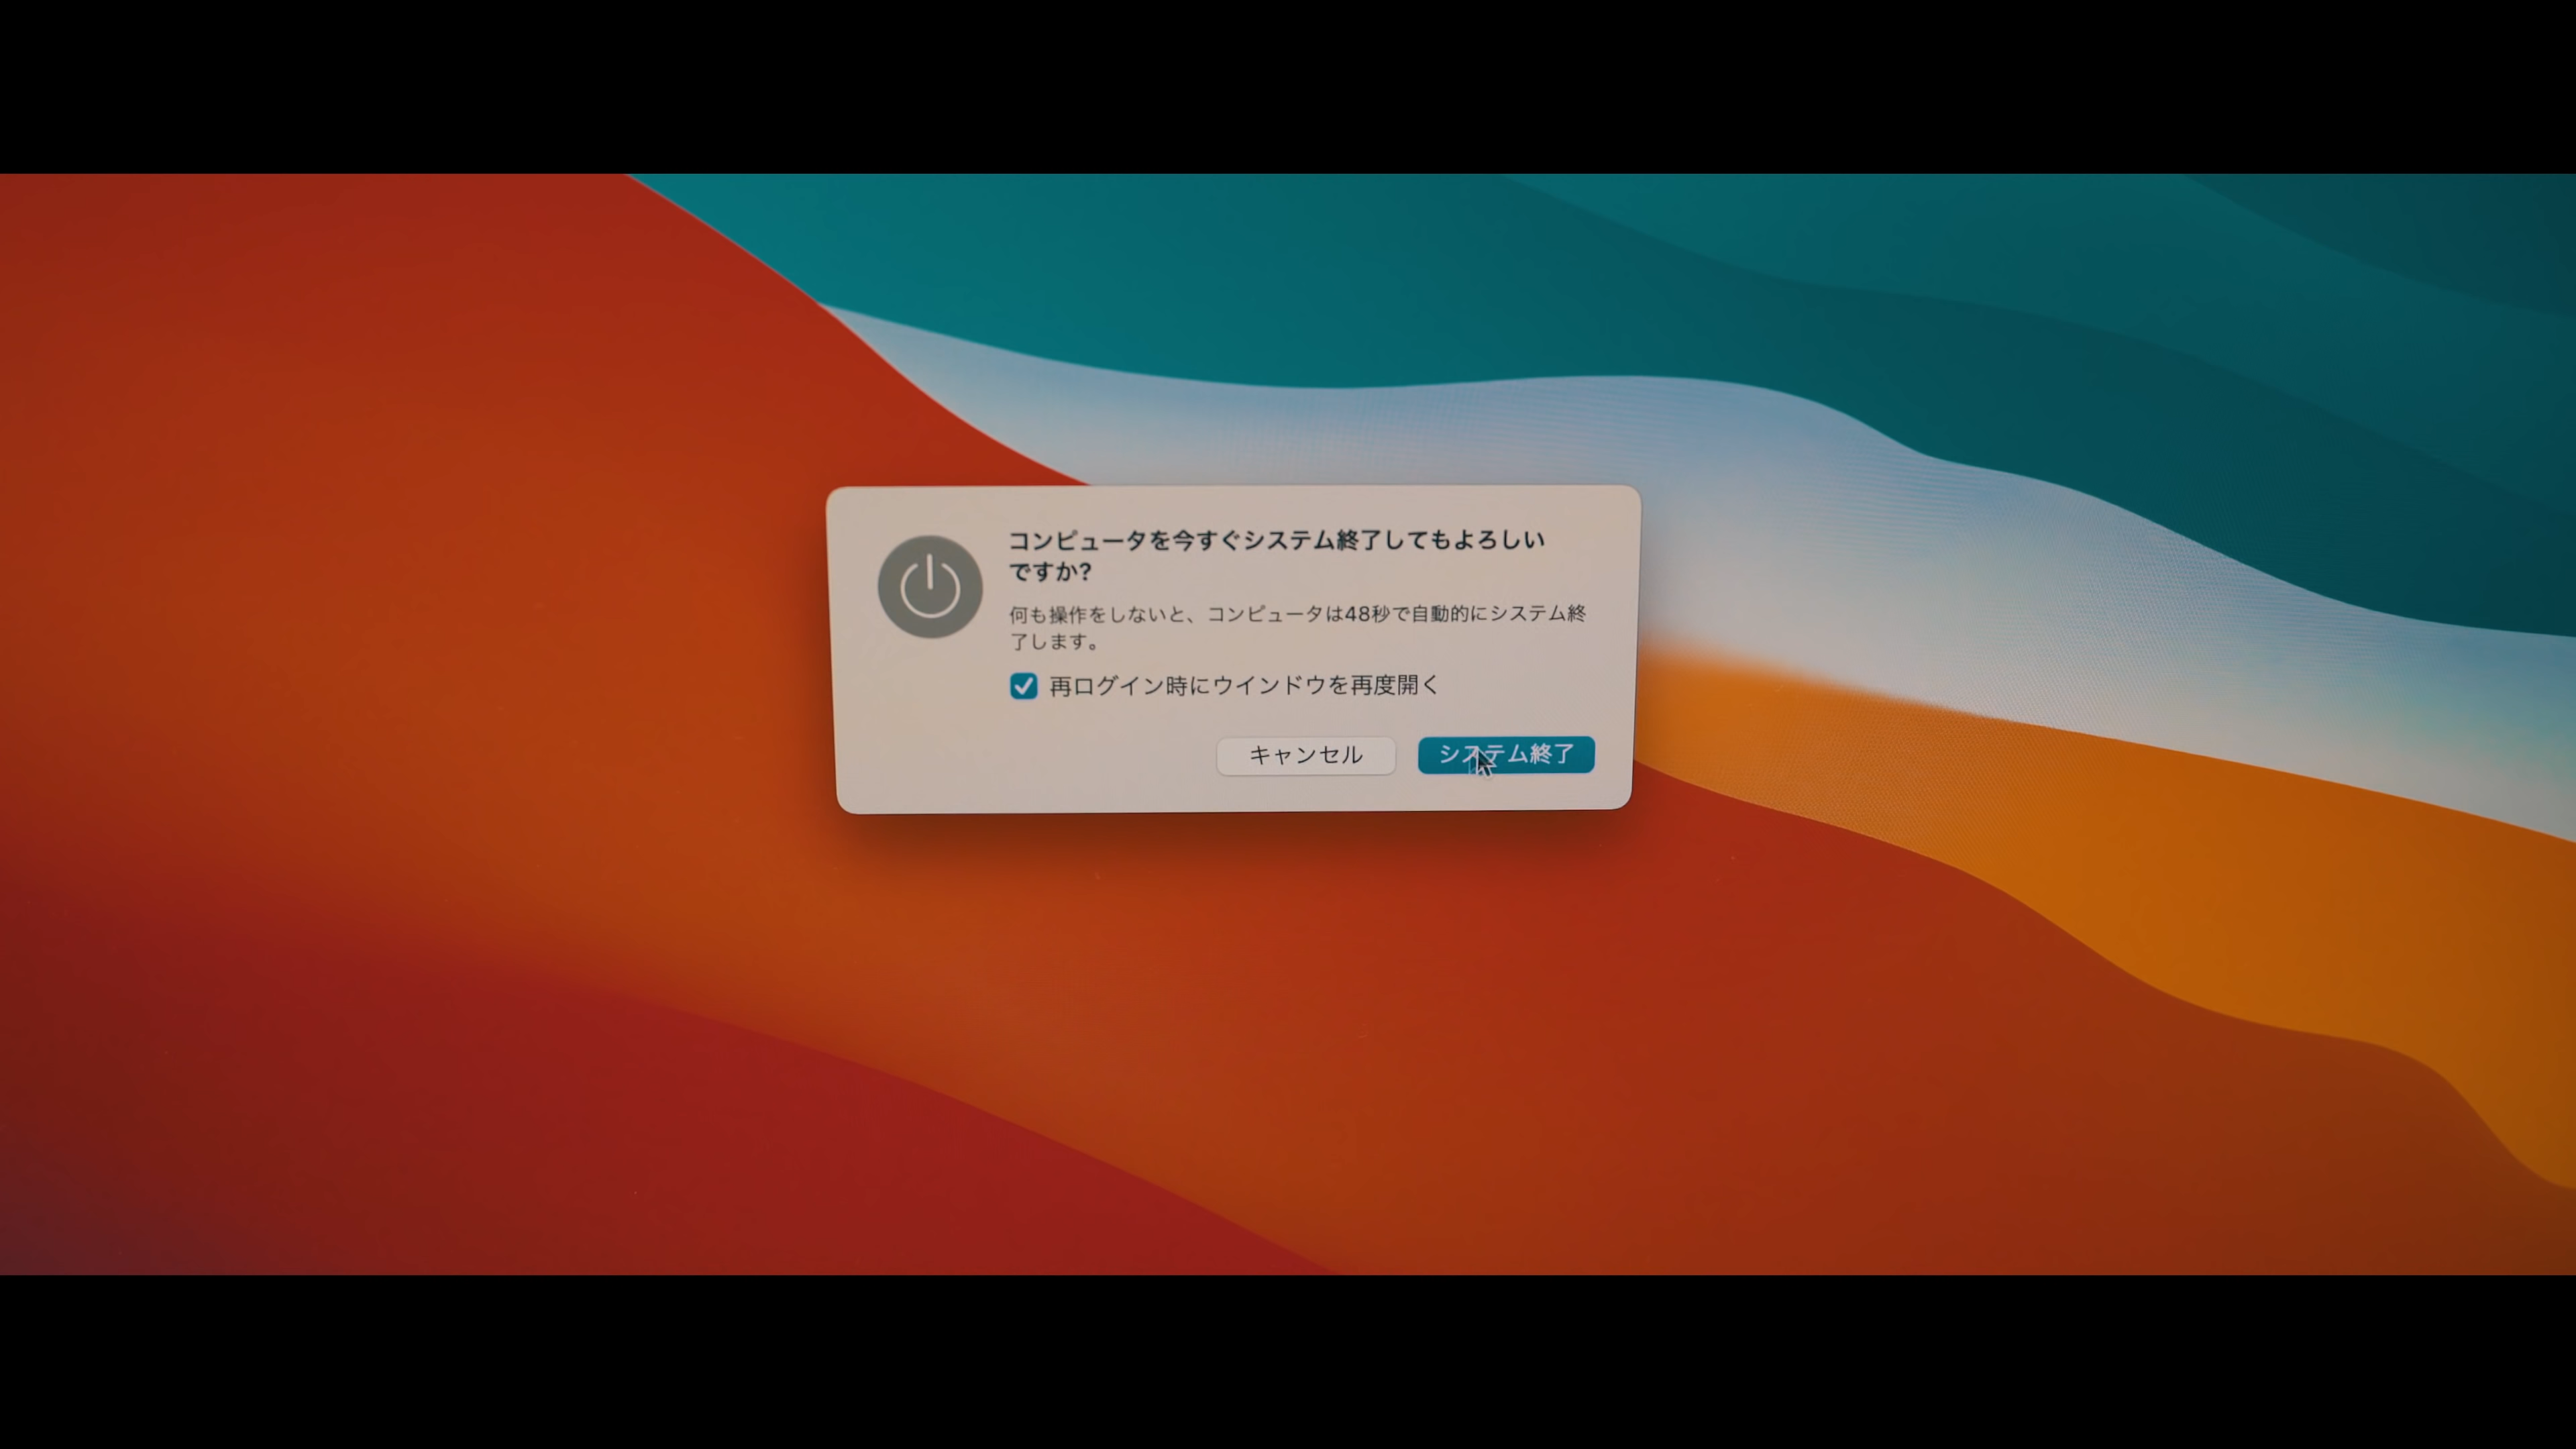 コンピュータを今すぐシステム終了してもよろしい
ですか?
何も操作をしないと、コンピュータは48秒で自動的にシステム終
了します。
再ログイン時にウインドウを再度開く
キャンセル
システム終了